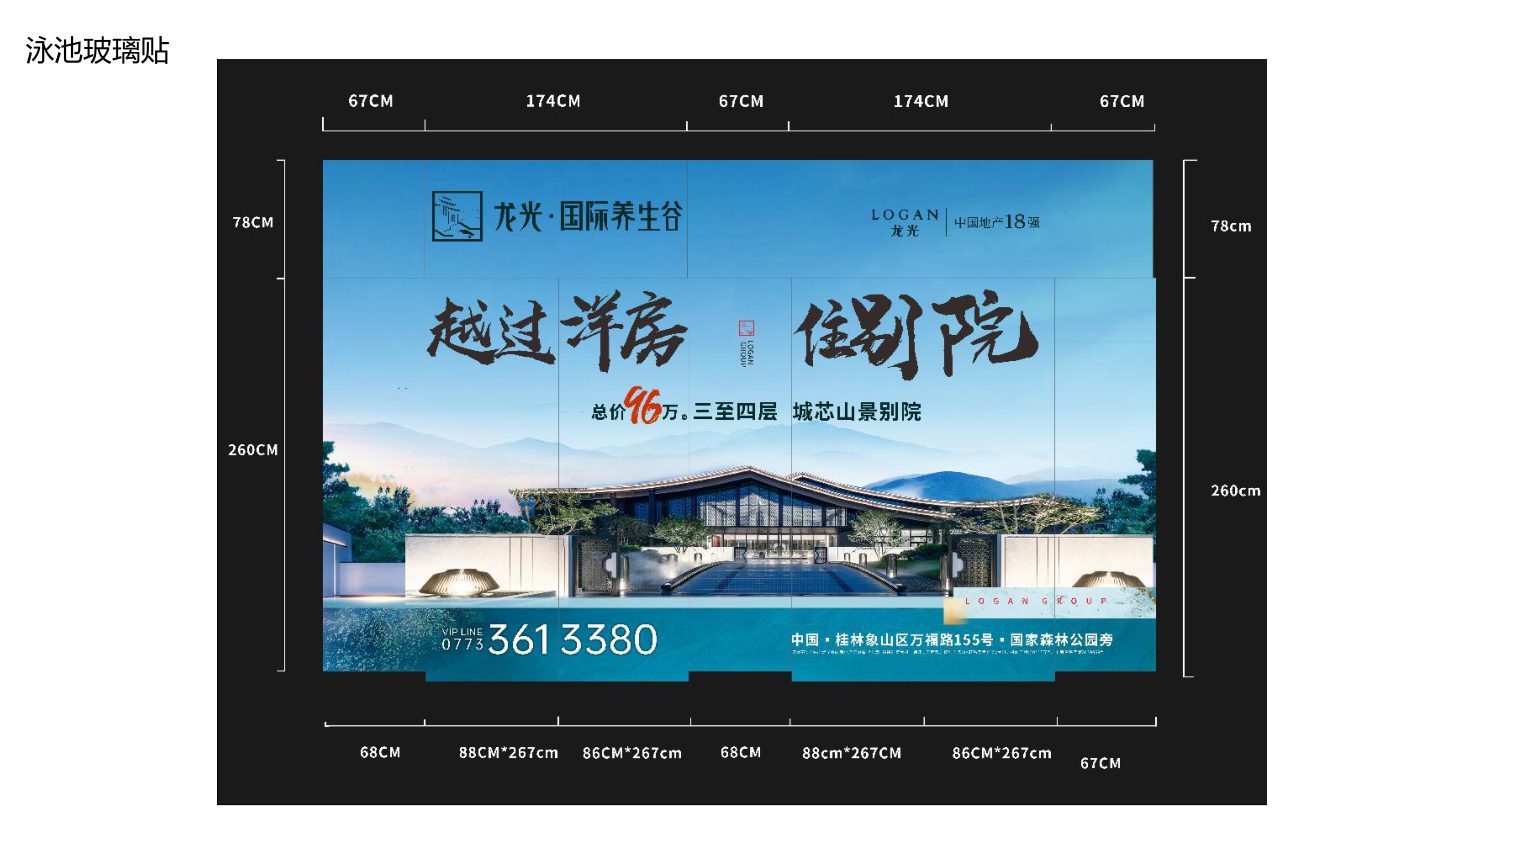 泳池玻璃贴
67CM 174CM 67CM 174CM 67CM
78CM
78cm
龙光·国际养生谷
LOGAN
龙光
中国地产18强
越过洋房 住别院
LOGAN
GROUP
总价96万。三至四层 城芯山景别院
260CM
260cm
LOGAN GROUP
VIP LINE
0773 361 3380
中国·桂林象山区万福路155号·国家森林公园旁
68CM 88CM*267cm 86CM*267cm 68CM 88cm*267CM 86CM*267cm 67CM